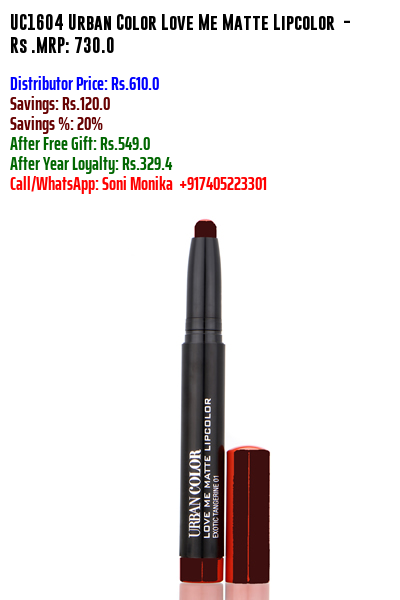 UC1604 Urban Color Love Me Matte Lipcolor -
Rs .MRP: 730.0
Distributor Price: Rs.610.0
Savings: Rs.120.0
Savings %: 20%
After Free Gift: Rs.549.0
After Year Loyalty: Rs.329.4
Call/WhatsApp: Soni Monika +917405223301
URBAN COLOR
LOVE ME MATTE LIPCOLOR
EXOTIC TANGERINE 01